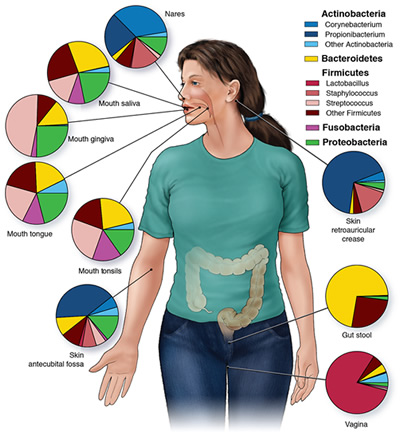 Nares
Actinobacteria
Corynebacterium
Propionibacterium
Other Actinobacteria
Bacteroidetes
Firmicutes
Lactobacillus
Staphylococcus
Streptococcus
Other Firmicutes
Fusobacteria
Proteobacteria
Mouth saliva
Mouth gingiva
Mouth tongue
Mouth tonsils
Skin
retroauricular
crease
Skin
antecubital fossa
Gut stool
Vagina